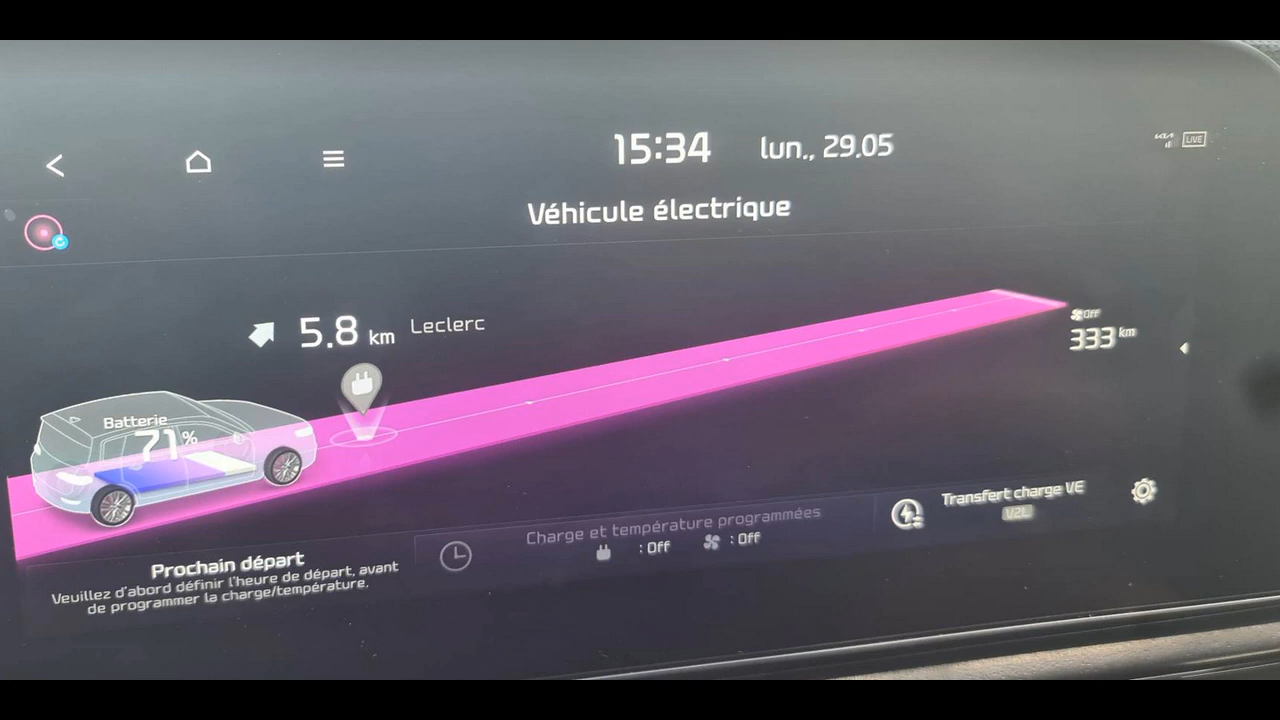 15:34 lun., 29.05
KIA LIVE
Véhicule électrique
5.8 km Leclerc
Off
333 km
Batterie
71%
Transfert charge VE
V2L
Charge et température programmées
: Off : Off
Prochain départ
Veuillez d'abord définir l'heure de départ, avant
de programmer la charge/température.